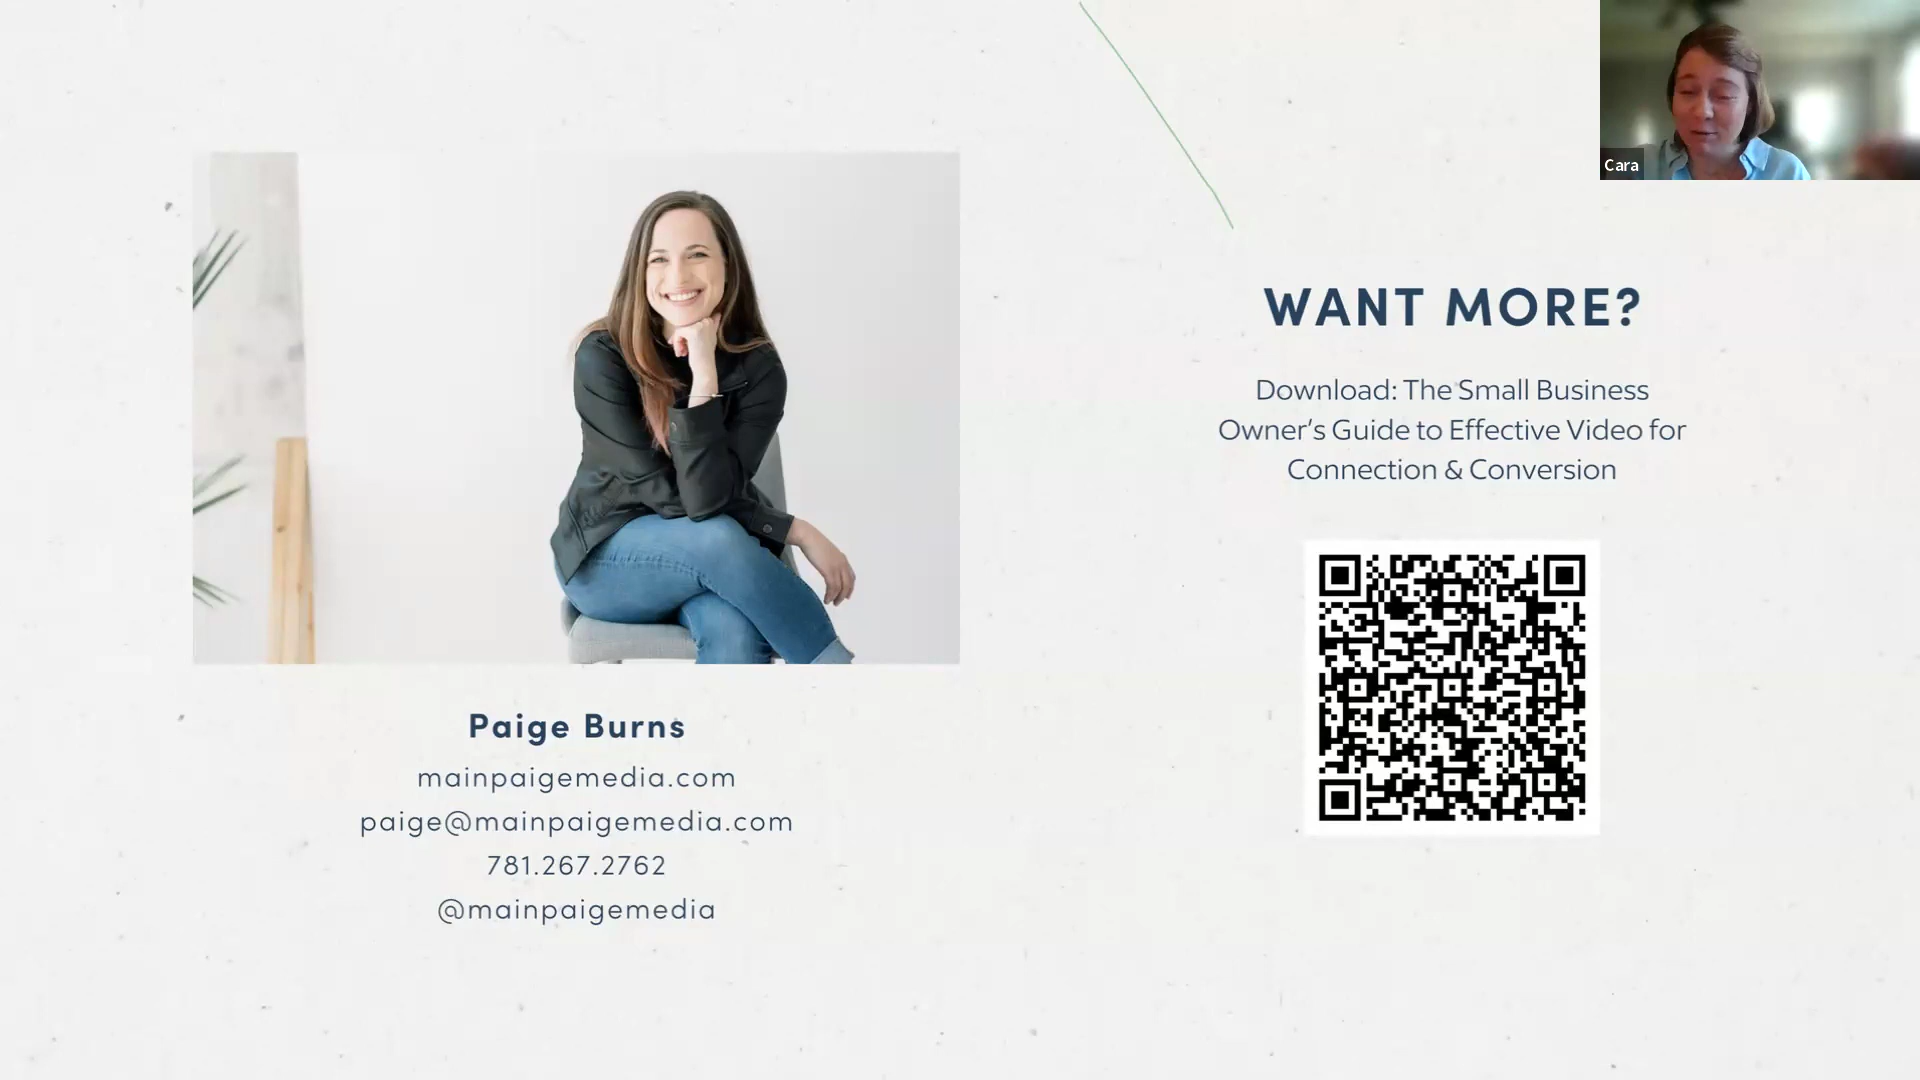 Cara
Paige Burns
mainpaigemedia.com
paige@mainpaigemedia.com
781.267.2762
@mainpaigemedia
WANT MORE?
Download: The Small Business
Owner's Guide to Effective Video for
Connection & Conversion